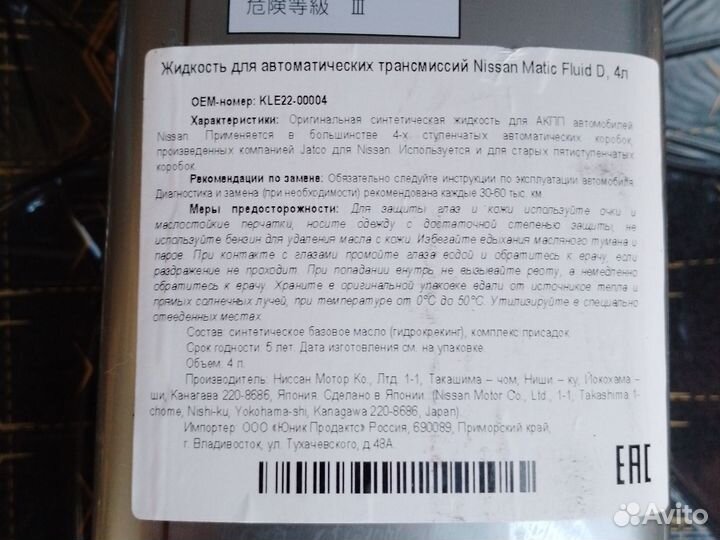 危険等級 Ⅲ
Жидкость для автоматических трансмиссий Nissan Matic Fluid D, 4л
OEM-номер: KLE22-00004
Характеристики: Оригинальная синтетическая жидкость для АКПП автомобилей
Nissan. Применяется в большинстве 4-х ступенчатых автоматических коробок,
произведенных компанией Jatco для Nissan. Используется и для старых пятиступенчатых
коробок.
Рекомендации по замене: Обязательно следуйте инструкции по эксплуатации автомобиля.
Диагностика и замена (при необходимости) рекомендована каждые 30-60 тыс. км
Меры предосторожности: Для защиты глаз и кожи используйте очки и
маслостойкие перчатки, носите одежду с достаточной степенью защиты, не
используйте бензин для удаления масла с кожи. Избегайте вдыхания масляного тумана и
паров. При контакте с глазами промойте глаза водой и обратитесь к врачу, если
раздражение не проходит. При попадании внутрь, не вызывайте рвоту, а немедленно
обратитесь к врачу. Храните в оригинальной упаковке вдали от источников тепла и
прямых солнечных лучей, при температуре от 0°C до 50°C. Утилизируйте в специально
отведенных местах.
Состав: синтетическое базовое масло (гидрокрекинг), комплекс присадок.
Срок годности: 5 лет. Дата изготовления см. на упаковке.
Объем: 4 л.
Производитель: Ниссан Мотор Ко., Лтд. 1-1, Такашима – чом, Ниши – ку, Йокохама -
ши, Канагава 220-8686, Япония. Сделано в Японии. (Nissan Motor Co., Ltd., 1-1, Takashima 1-
chome, Nishi-ku, Yokohama-shi, Kanagawa 220-8686, Japan).
Импортер: ООО «Юник Продактс» Россия, 690089, Приморский край,
г. Владивосток, ул. Тухачевского, д.48А.
EAC
Avito